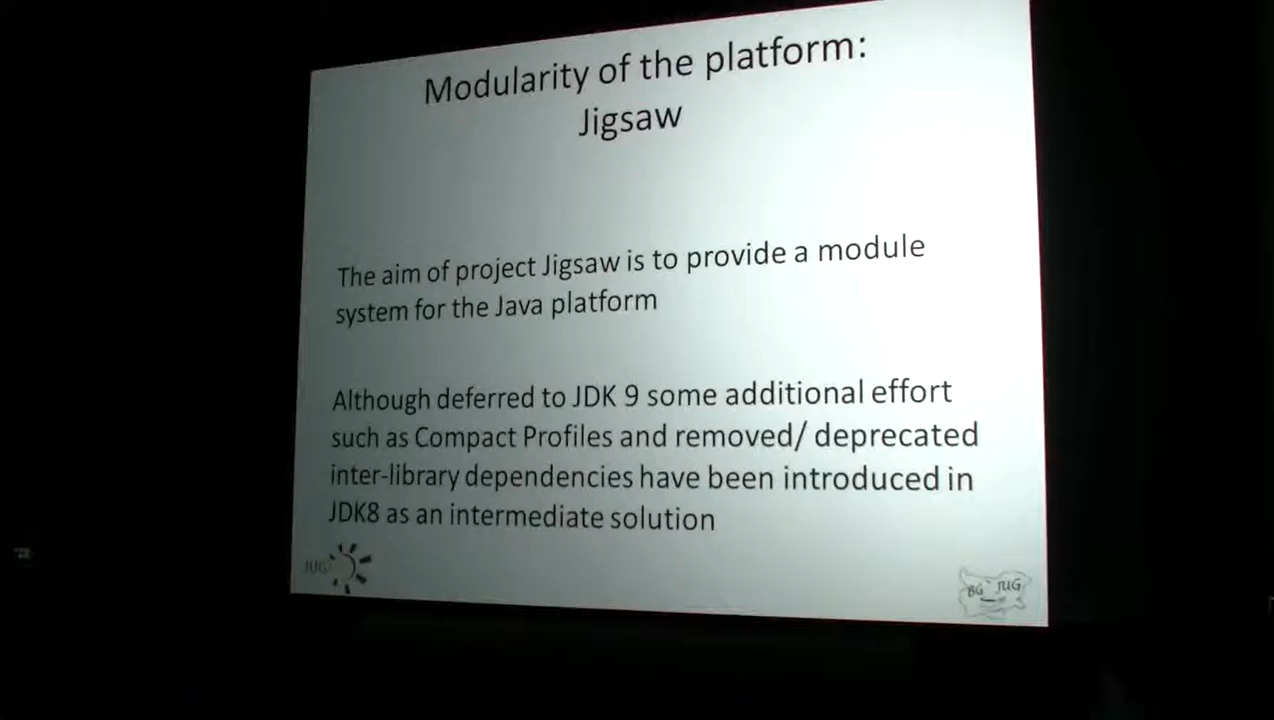 Modularity of the platform:
Jigsaw
The aim of project Jigsaw is to provide a module
system for the Java platform
Although deferred to JDK 9 some additional effort
such as Compact Profiles and removed/ deprecated
inter-library dependencies have been introduced in
JDK8 as an intermediate solution
JUG
BG JUG